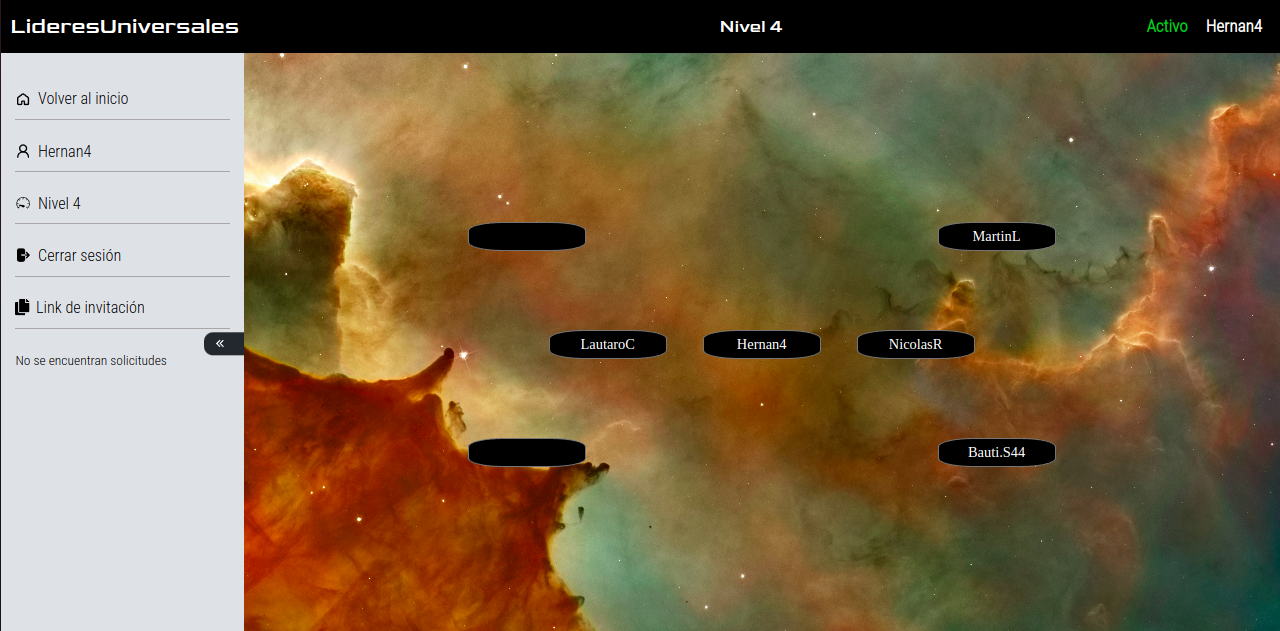 LideresUniversales
Nivel 4
Activo
Hernan4
Volver al inicio
Hernan4
Nivel 4
Cerrar sesión
Link de invitación
No se encuentran solicitudes
MartinL
LautaroC
Hernan4
NicolasR
Bauti.S44